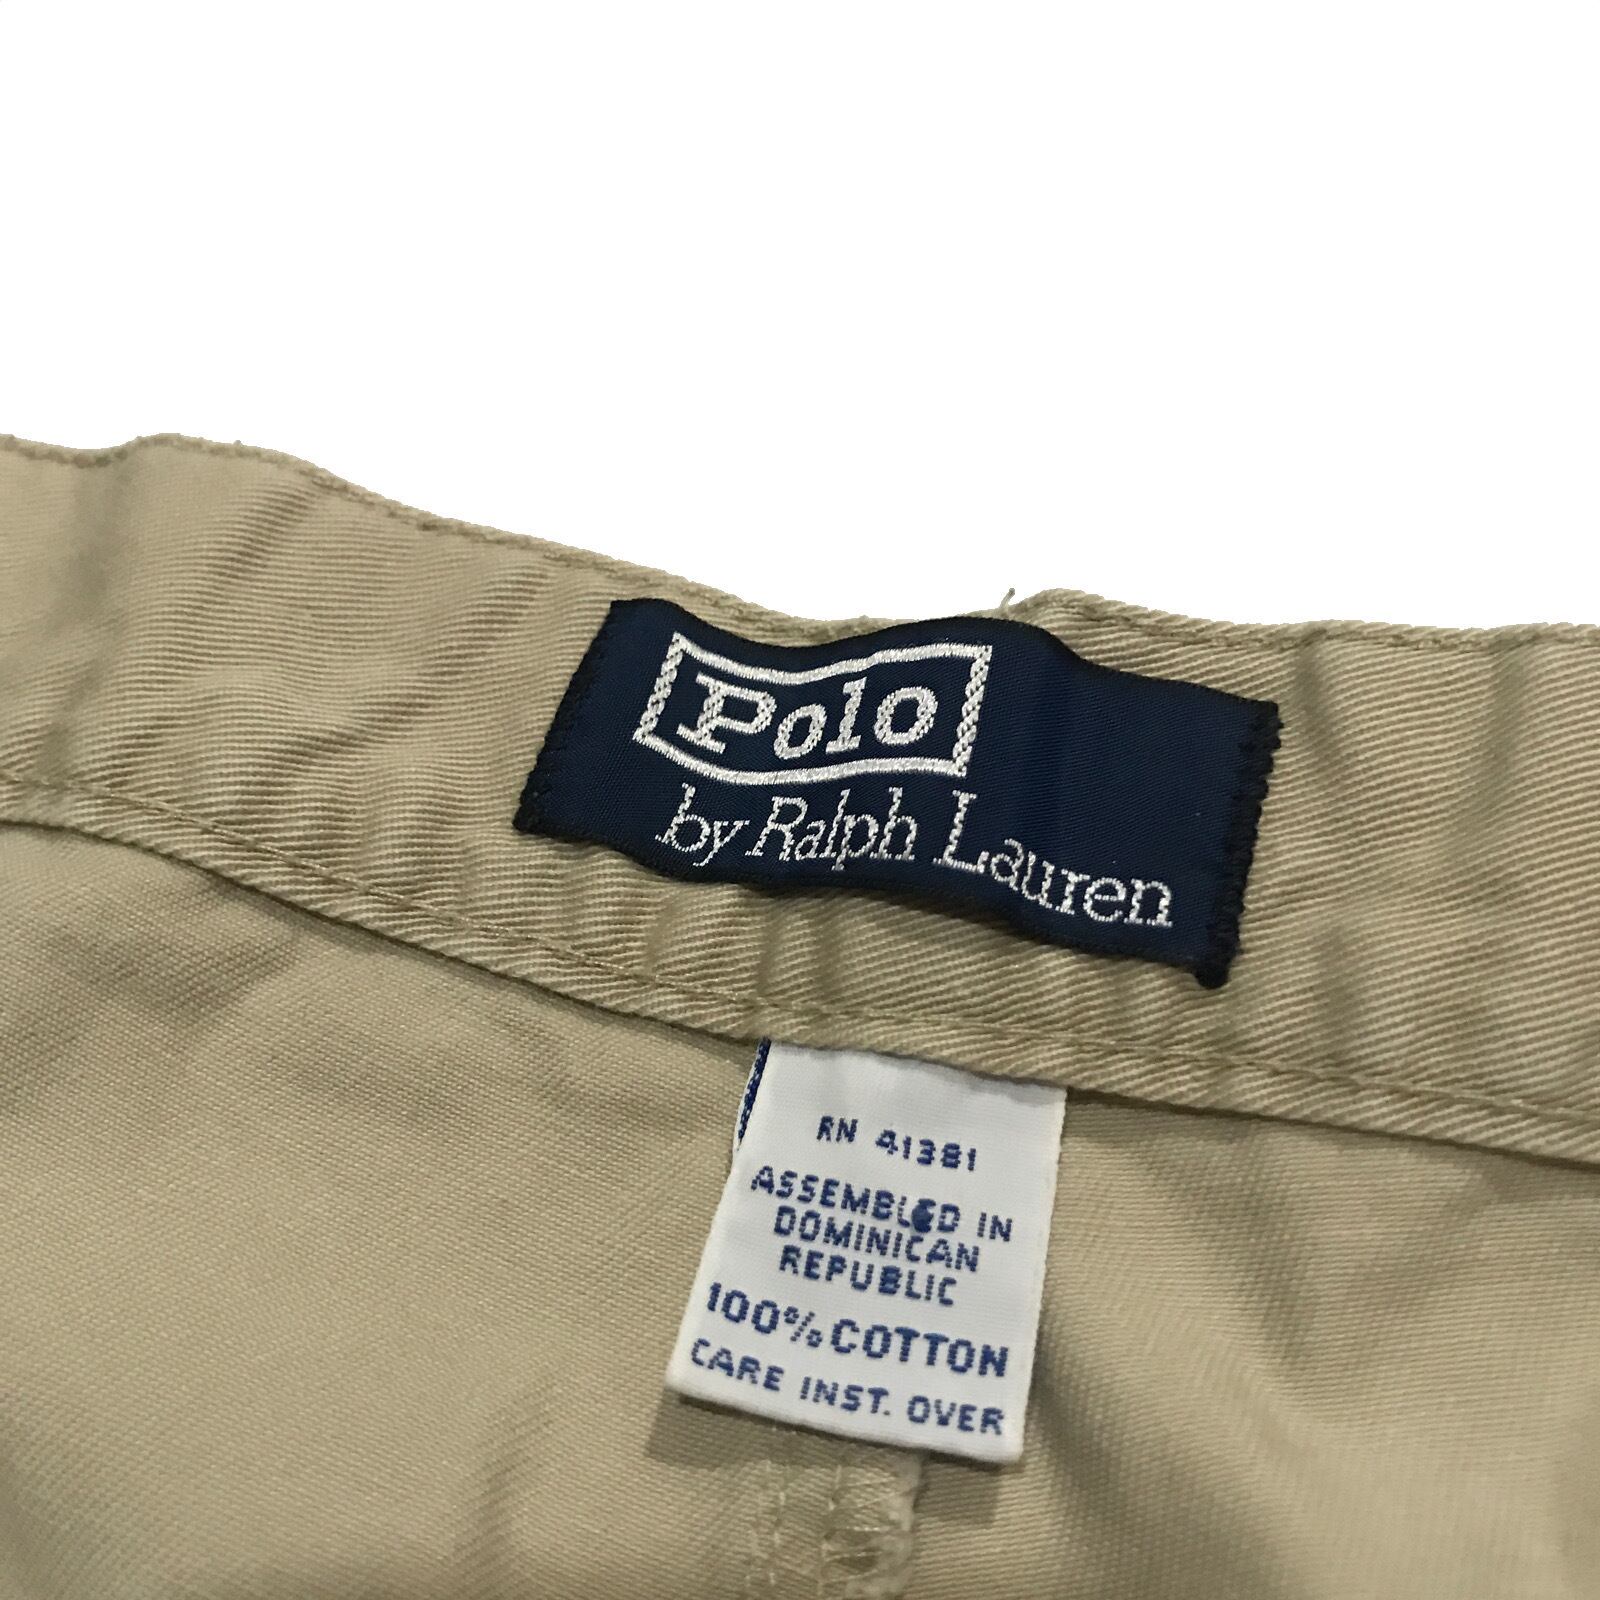 Polo
by Ralph Lauren
RN 41381
ASSEMBLED IN
DOMINICAN
REPUBLIC
100% COTTON
CARE INST. OVER